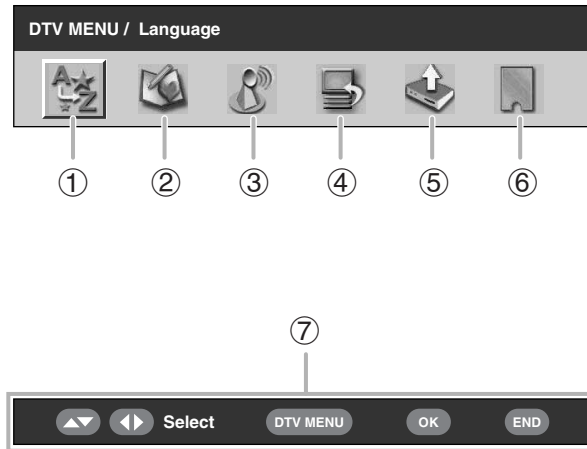 DTV MENU / Language
① ② ③ ④ ⑤ ⑥
⑦
Select DTV MENU OK END